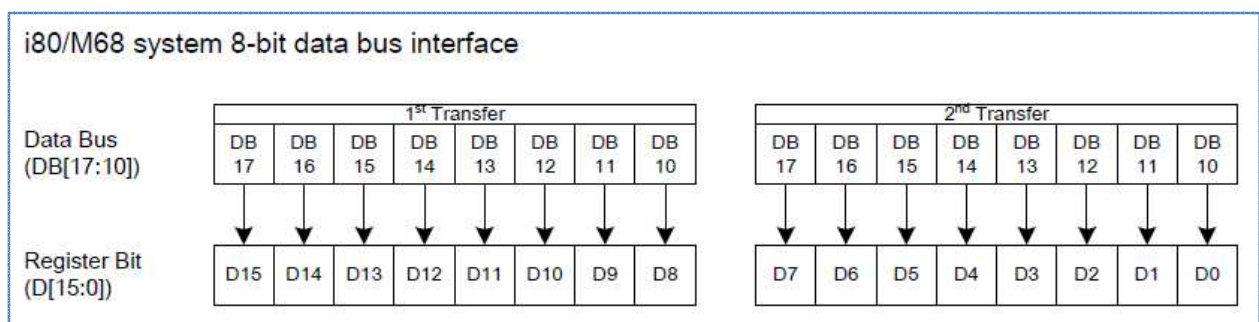 i80/M68 system 8-bit data bus interface
1st Transfer 2nd Transfer
Data Bus DB DB DB DB DB DB DB DB DB DB DB DB DB DB DB DB
(DB[17:10]) 17 16 15 14 13 12 11 10 17 16 15 14 13 12 11 10
Register Bit D15 D14 D13 D12 D11 D10 D9 D8 D7 D6 D5 D4 D3 D2 D1 D0
(D[15:0])